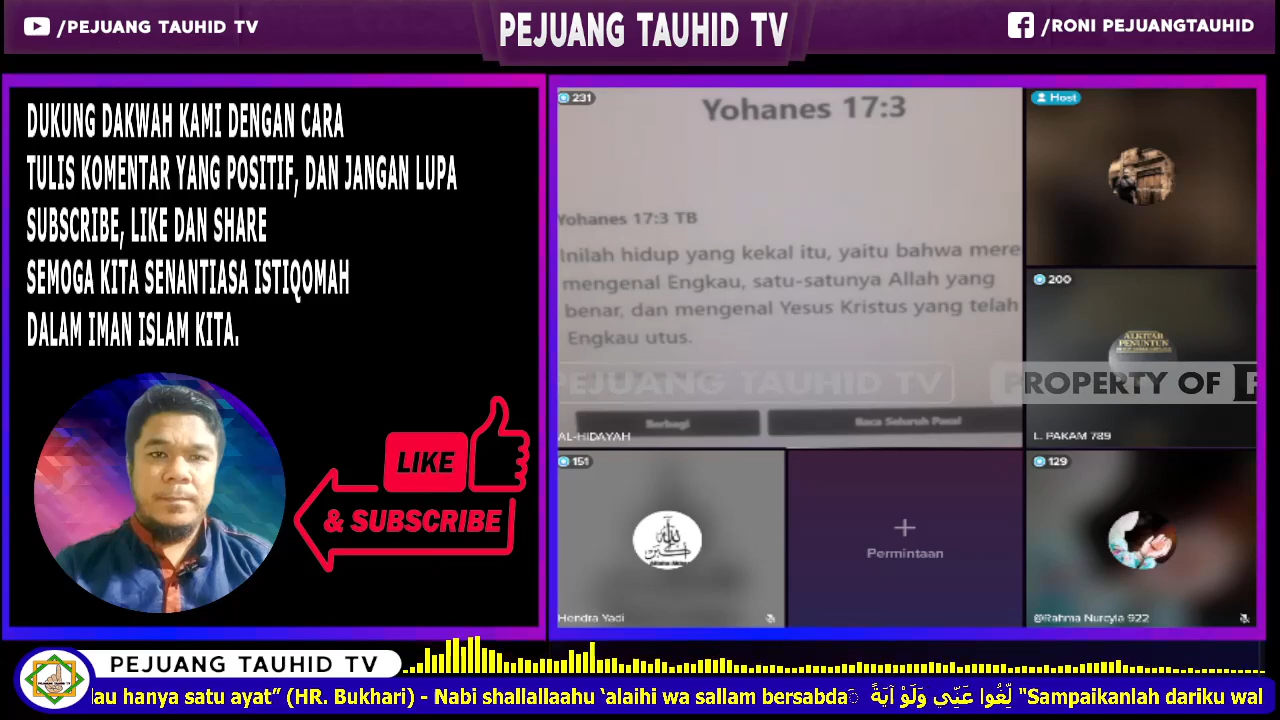 /PEJUANG TAUHID TV
PEJUANG TAUHID TV
/RONI PEJUANGTAUHID
DUKUNG DAKWAH KAMI DENGAN CARA
TULIS KOMENTAR YANG POSITIF, DAN JANGAN LUPA
SUBSCRIBE, LIKE DAN SHARE
SEMOGA KITA SENANTIASA ISTIQOMAH
DALAM IMAN ISLAM KITA.
LIKE
& SUBSCRIBE
231
Yohanes 17:3
Yohanes 17:3 TB
Inilah hidup yang kekal itu, yaitu bahwa mere
mengenal Engkau, satu-satunya Allah yang
benar, dan mengenal Yesus Kristus yang telah
Engkau utus.
PEJUANG TAUHID TV
PROPERTY OF P
Berbagi
Baca Seluruh Pasal
AL-HIDAYAH
Host
200
ALKITAB
PENUNTUN
L. PAKAM 789
151
Hendra Yadi
Permintaan
129
@Rahma Nurcyia 922
PEJUANG TAUHID TV
lau hanya satu ayat” (HR. Bukhari) - Nabi shallallaahu ‘alaihi wa sallam bersabda لِّغُوا عَنِّي وَلَوْ آيَةً "Sampaikanlah dariku wal